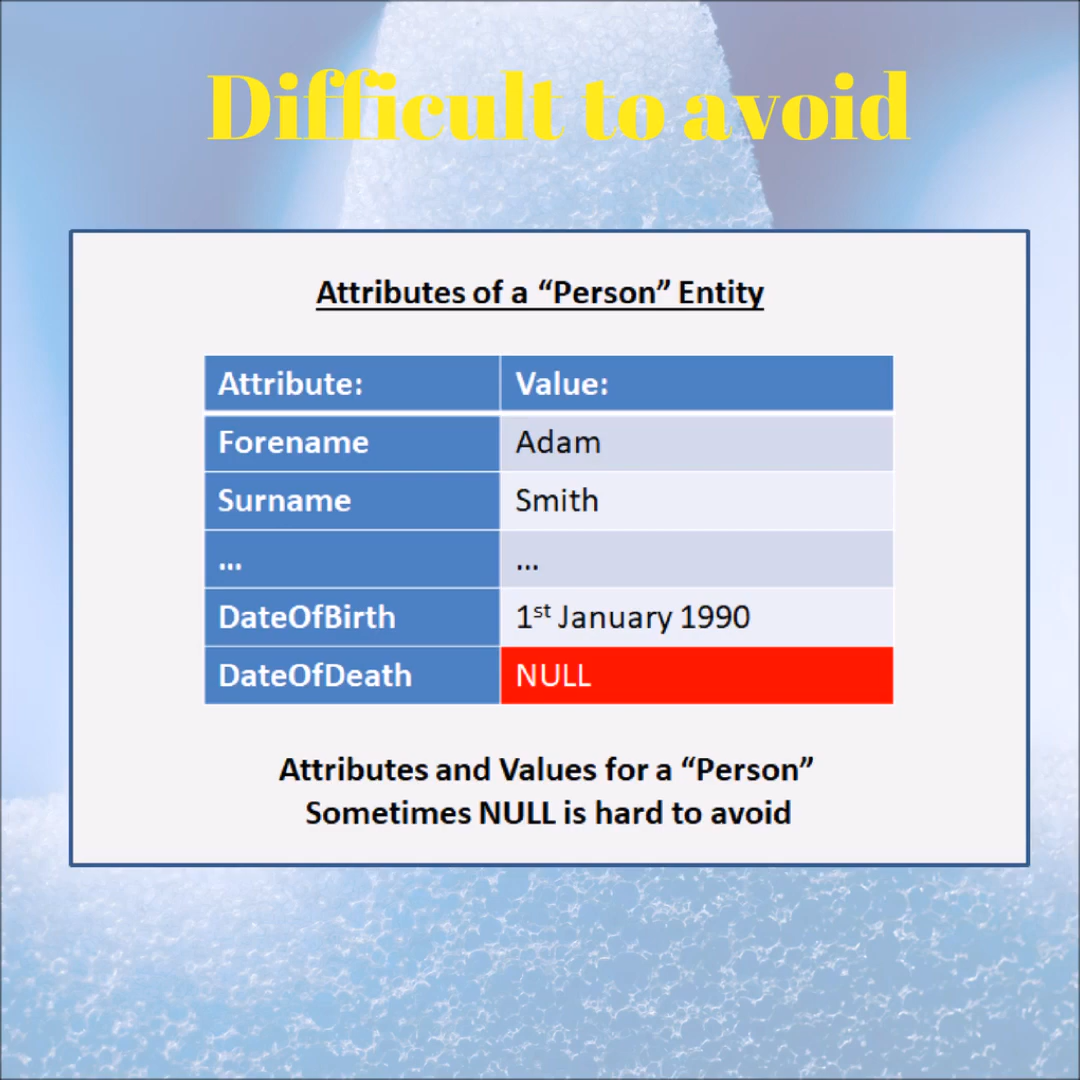 Difficult to avoid
Attributes of a “Person” Entity
Attribute: Value:
Forename Adam
Surname Smith
... ...
DateOfBirth 1st January 1990
DateOfDeath NULL
Attributes and Values for a “Person”
Sometimes NULL is hard to avoid